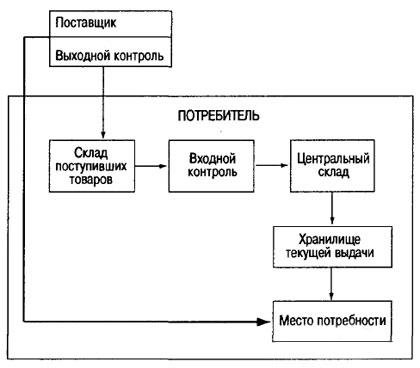 Поставщик
Выходной контроль
ПОТРЕБИТЕЛЬ
Склад
поступивших
товаров
Входной
контроль
Центральный
склад
Хранилище
текущей выдачи
Место потребности